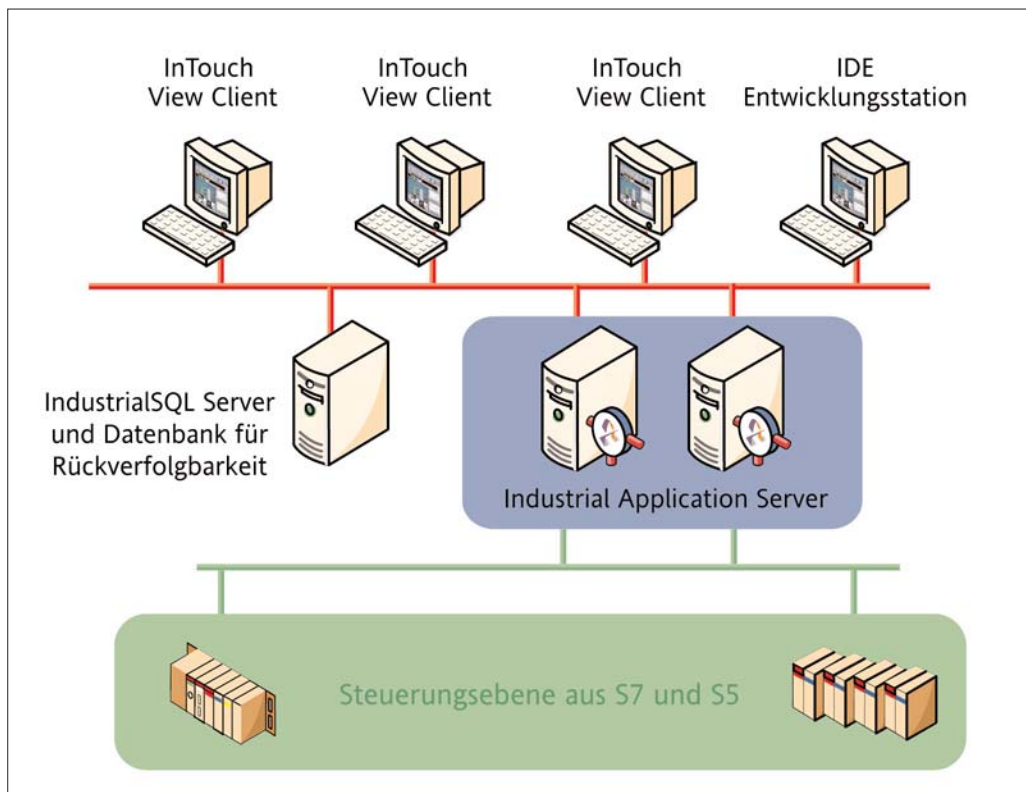 InTouch
View Client
InTouch
View Client
InTouch
View Client
IDE
Entwicklungsstation
IndustrialSQL Server
und Datenbank für
Rückverfolgbarkeit
Industrial Application Server
Steuerungsebene aus S7 und S5